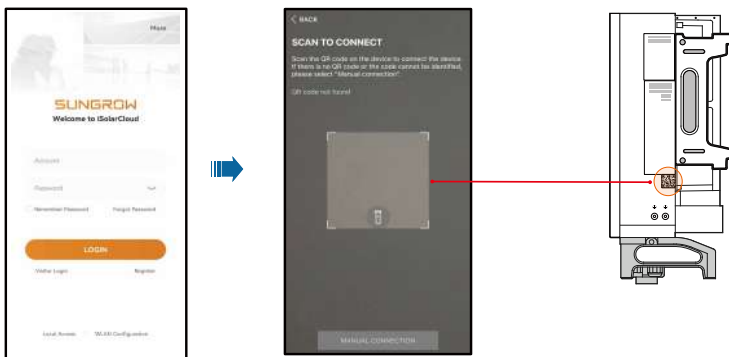 More
SUNGROW
Welcome to iSolarCloud
Account
Password
Remember Password Forgot Password
LOGIN
Visitor Login Register
Local Access WLAN Configuration
BACK
SCAN TO CONNECT
Scan the QR code on the device to connect the device
If there is no QR code or the code cannot be identified,
please select "Manual connection".
QR code not found
MANUAL CONNECTION